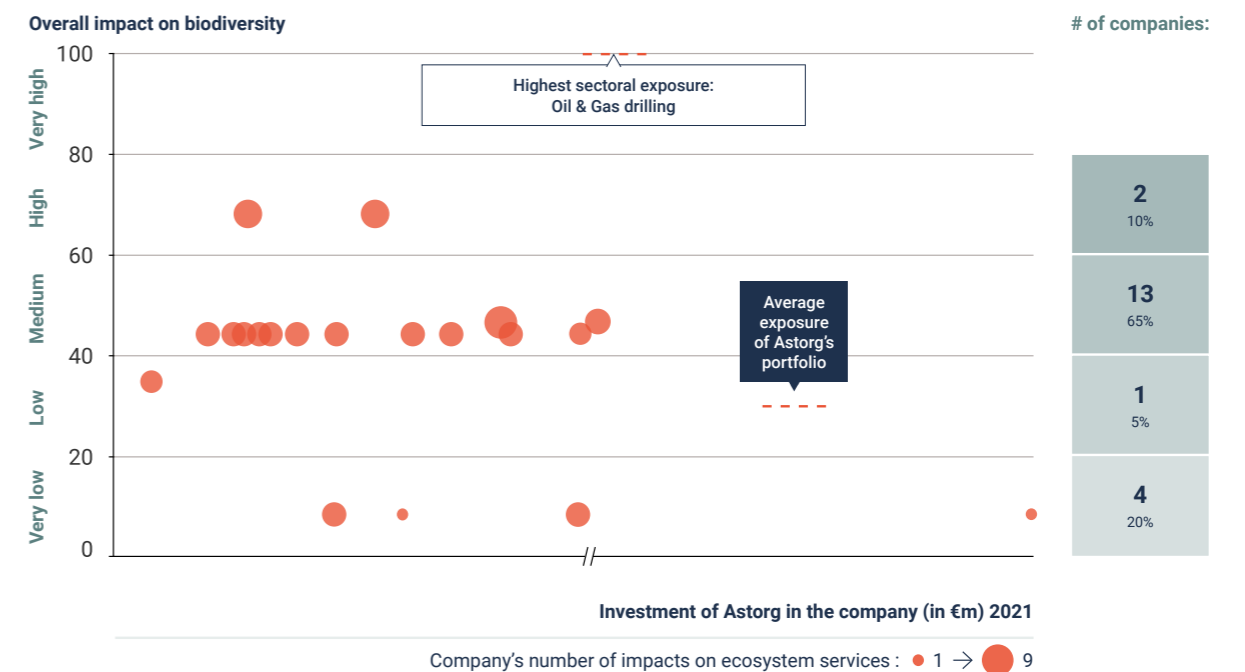 Overall impact on biodiversity
# of companies:
100
Very high
Highest sectoral exposure:
Oil & Gas drilling
80
High
2
10%
60
Medium
Average
exposure
of Astorg's
portfolio
13
65%
40
Low
1
5%
20
Very low
4
20%
0
Investment of Astorg in the company (in €m) 2021
Company's number of impacts on ecosystem services : 1 → 9